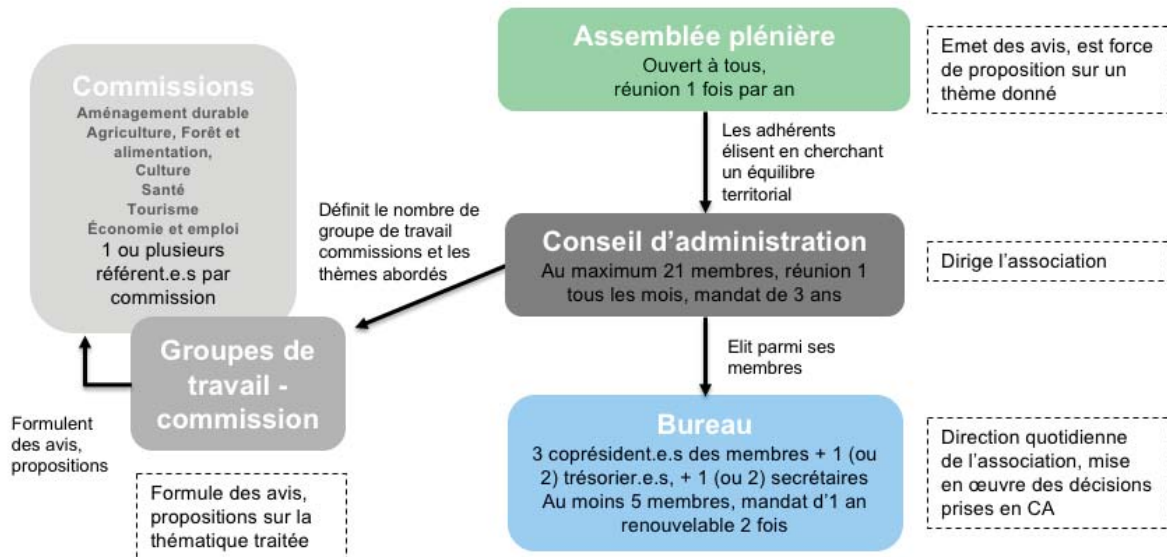 Assemblée plénière
Ouvert à tous,
réunion 1 fois par an
Emet des avis, est force
de proposition sur un
thème donné
Commissions
Aménagement durable
Agriculture, Forêt et
alimentation,
Culture
Santé
Tourisme
Économie et emploi
1 ou plusieurs
référent.e.s par
commission
Les adhérents
élisent en cherchant
un équilibre
territorial
Définit le nombre de
groupe de travail
commissions et les
thèmes abordés
Conseil d’administration
Au maximum 21 membres, réunion 1
tous les mois, mandat de 3 ans
Dirige l’association
Groupes de
travail -
commission
Elit parmi ses
membres
Formulent
des avis,
propositions
Formule des avis,
propositions sur la
thématique traitée
Bureau
3 coprésident.e.s des membres + 1 (ou
2) trésorier.e.s, + 1 (ou 2) secrétaires
Au moins 5 membres, mandat d’1 an
renouvelable 2 fois
Direction quotidienne
de l’association, mise
en œuvre des décisions
prises en CA